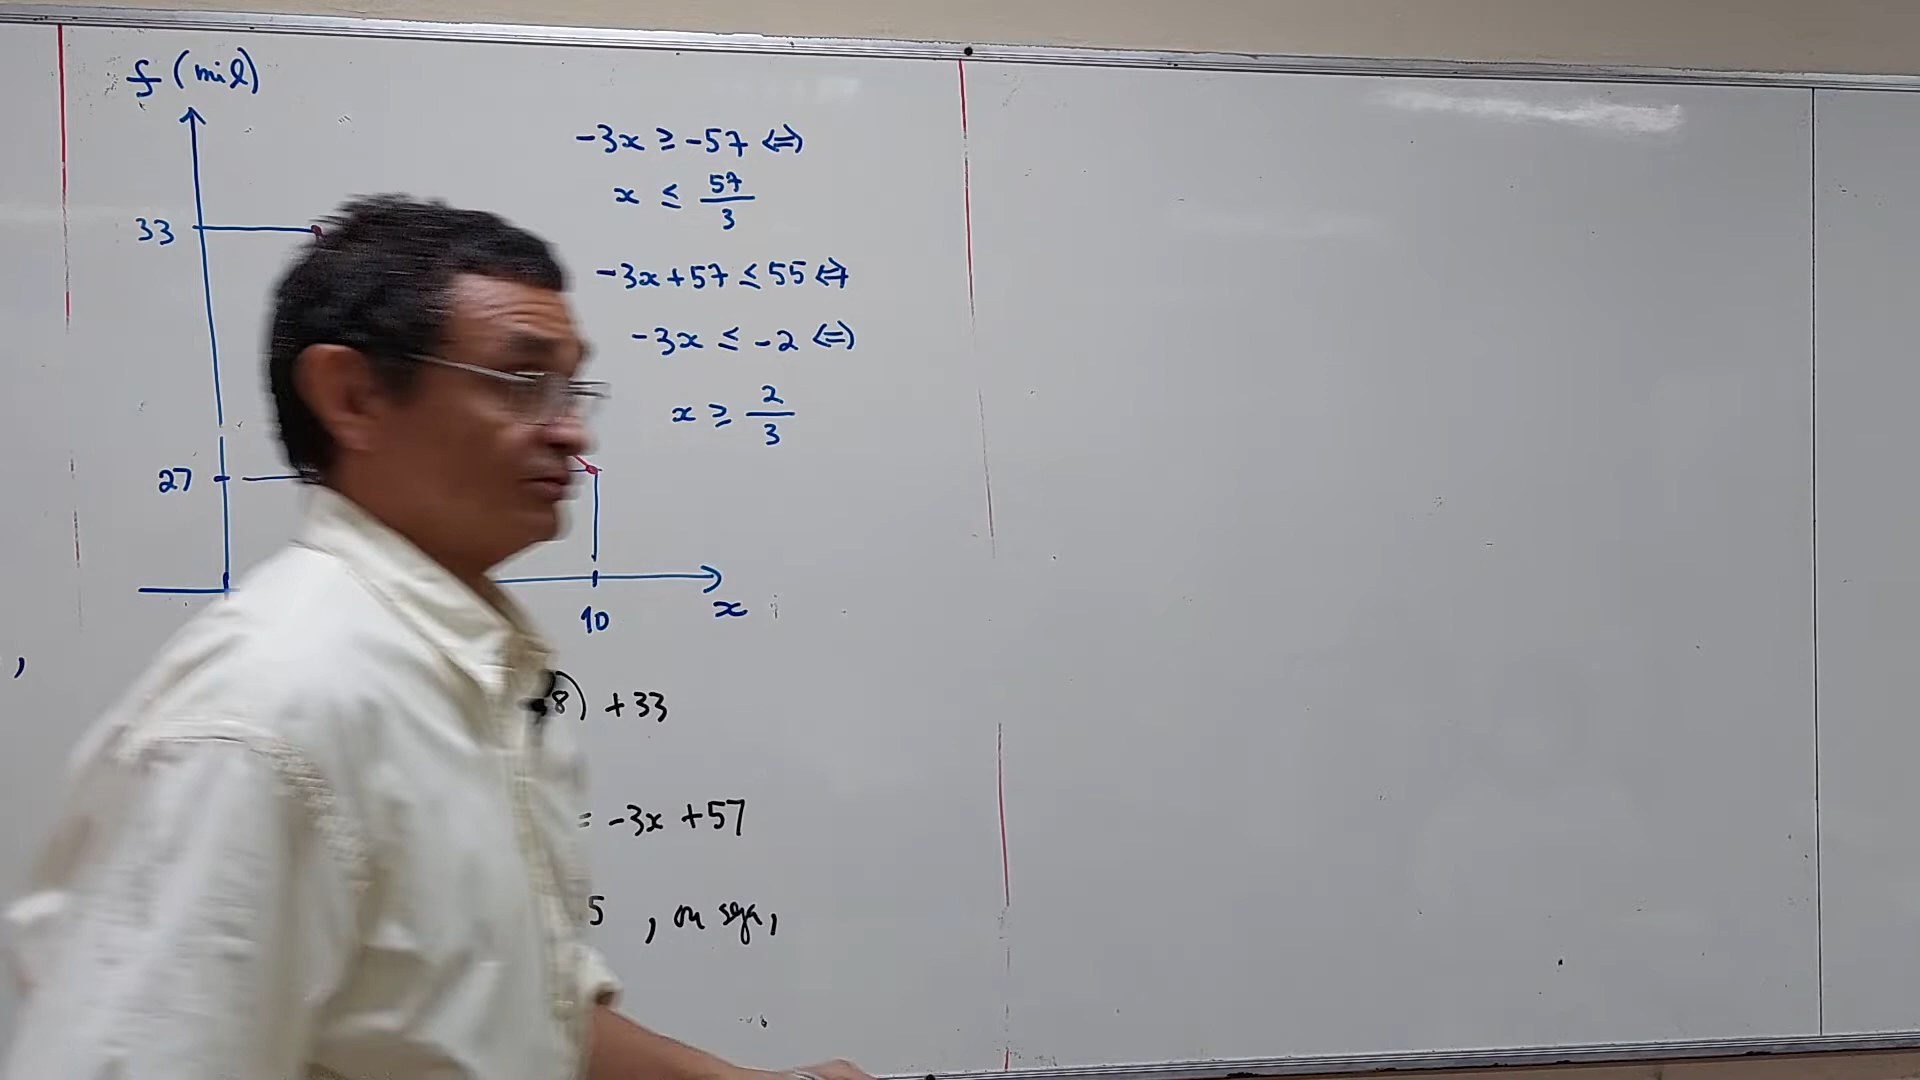 f (mil)
33
27
10
x
-3x ≥ -57 ⇔
x ≤ 57/3
-3x + 57 ≤ 55 ⇔
-3x ≤ -2 ⇔
x ≥ 2/3
,
8) + 33
= -3x + 57
5 , ou seja,